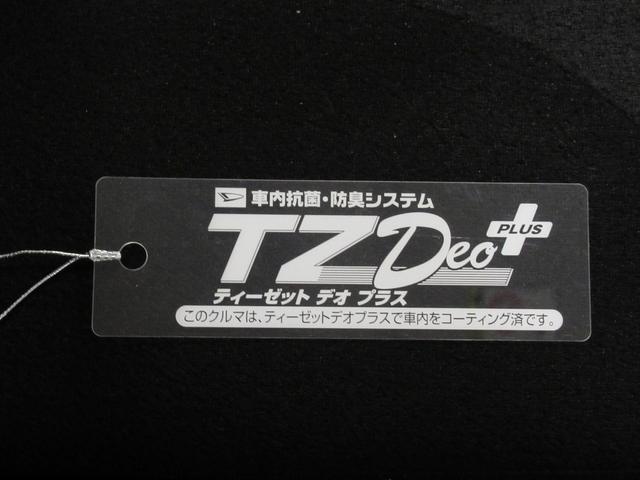 車内抗菌・防臭システム
TZ Deo PLUS
ティーゼット デオ プラス
このクルマは、ティーゼットデオプラスで車内をコーティング済です。